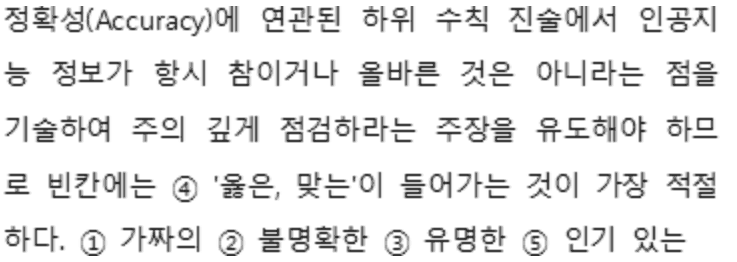 정확성(Accuracy)에 연관된 하위 수칙 진술에서 인공지
능 정보가 항시 참이거나 올바른 것은 아니라는 점을
기술하여 주의 깊게 점검하라는 주장을 유도해야 하므
로 빈칸에는 ④ '옳은, 맞는'이 들어가는 것이 가장 적절
하다. ① 가짜의 ② 불명확한 ③ 유명한 ⑤ 인기 있는